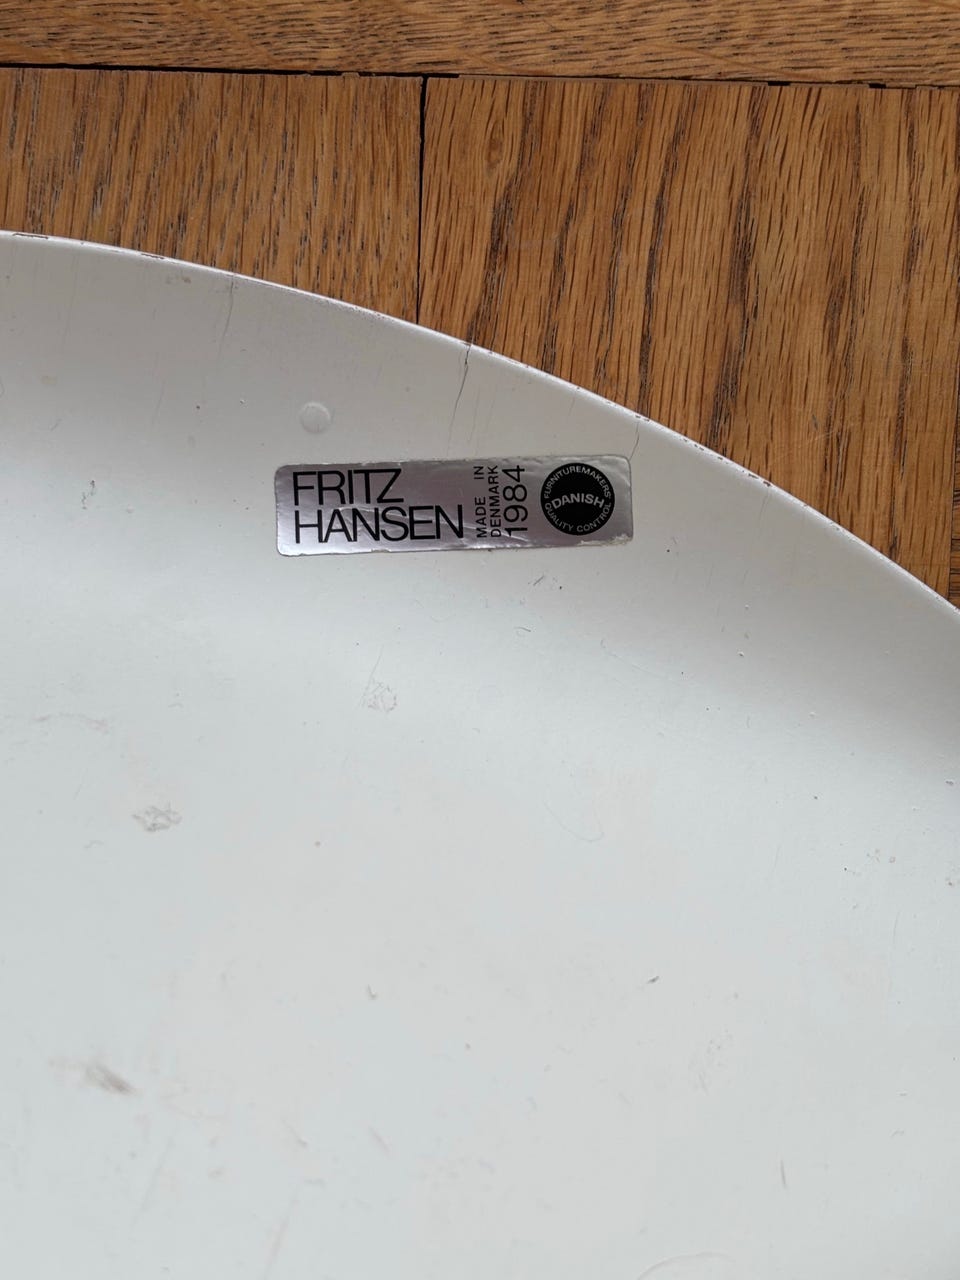 FRITZ
HANSEN
MADE IN
DENMARK
1984
FURNITUREMAKERS'
DANISH
QUALITY CONTROL